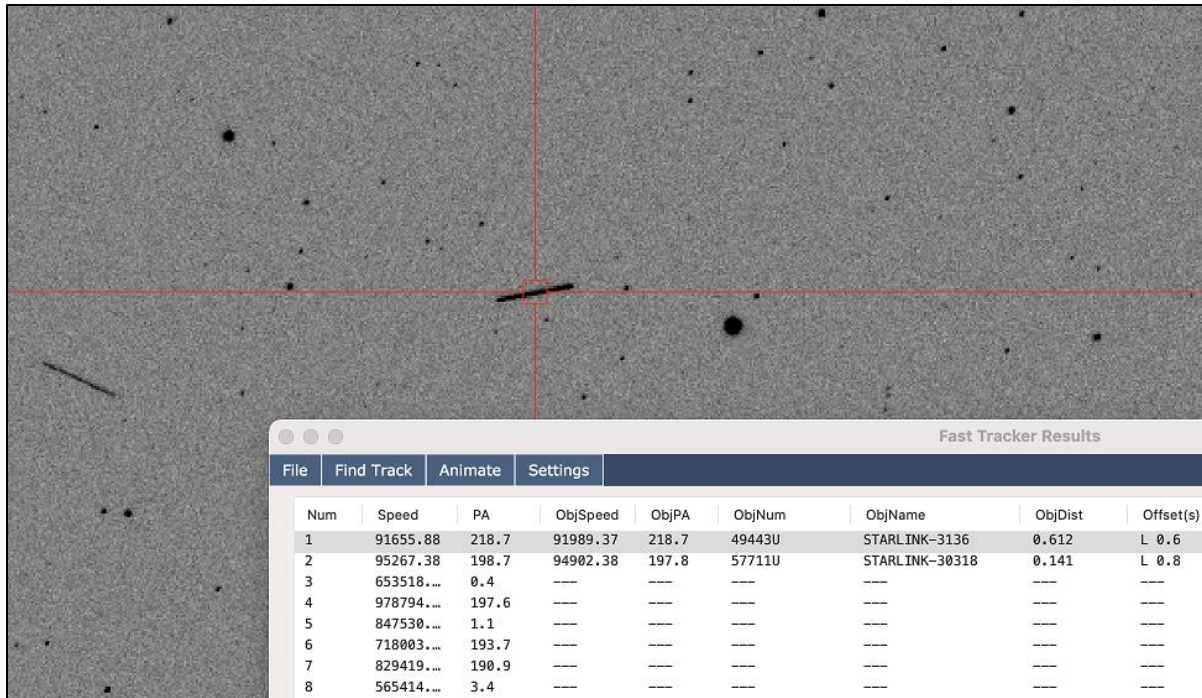 Fast Tracker Results
File Find Track Animate Settings
Num Speed PA ObjSpeed ObjPA ObjNum ObjName ObjDist Offset(s)
1 91655.88 218.7 91989.37 218.7 49443U STARLINK-3136 0.612 L 0.6
2 95267.38 198.7 94902.38 197.8 57711U STARLINK-30318 0.141 L 0.8
3 653518.… 0.4 --- --- --- --- --- ---
4 978794.… 197.6 --- --- --- --- --- ---
5 847530.… 1.1 --- --- --- --- --- ---
6 718003.… 193.7 --- --- --- --- --- ---
7 829419.… 190.9 --- --- --- --- --- ---
8 565414.… 3.4 --- --- --- --- --- ---